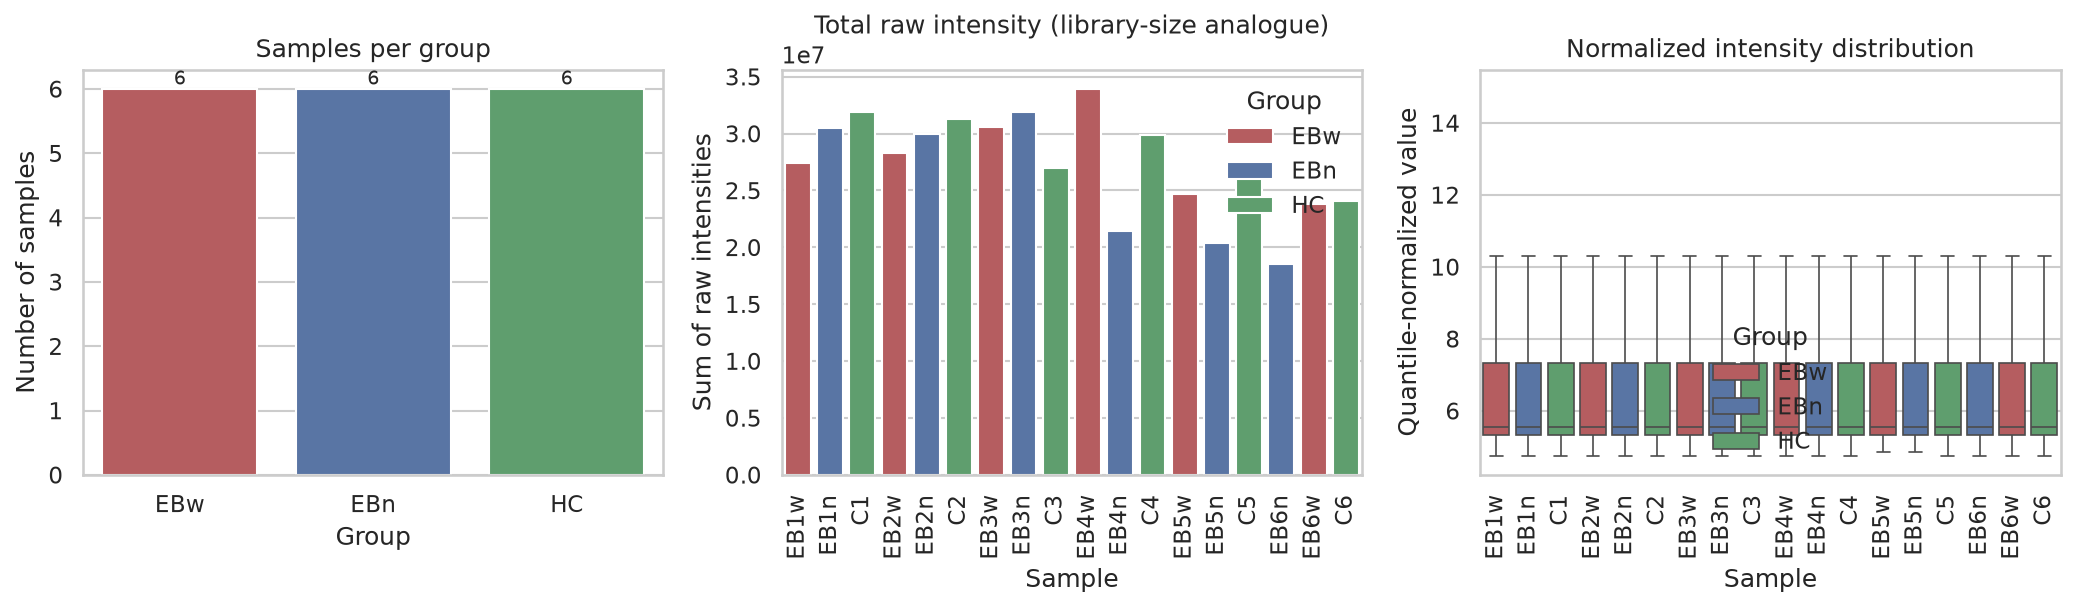 Samples per group
6 6 6
6
5
4
3
2
1
0
Number of samples
EBw EBn HC
Group
Total raw intensity (library-size analogue)
1e7
3.5
3.0
2.5
2.0
1.5
1.0
0.5
0.0
Sum of raw intensities
Group
EBw
EBn
HC
EB1w EB1n C1 EB2w EB2n C2 EB3w EB3n C3 EB4w EB4n C4 EB5w EB5n C5 EB6n EB6w C6
Sample
Normalized intensity distribution
14
12
10
8
6
Quantile-normalized value
Group
EBw
EBn
HC
EB1w EB1n C1 EB2w EB2n C2 EB3w EB3n C3 EB4w EB4n C4 EB5w EB5n C5 EB6n EB6w C6
Sample